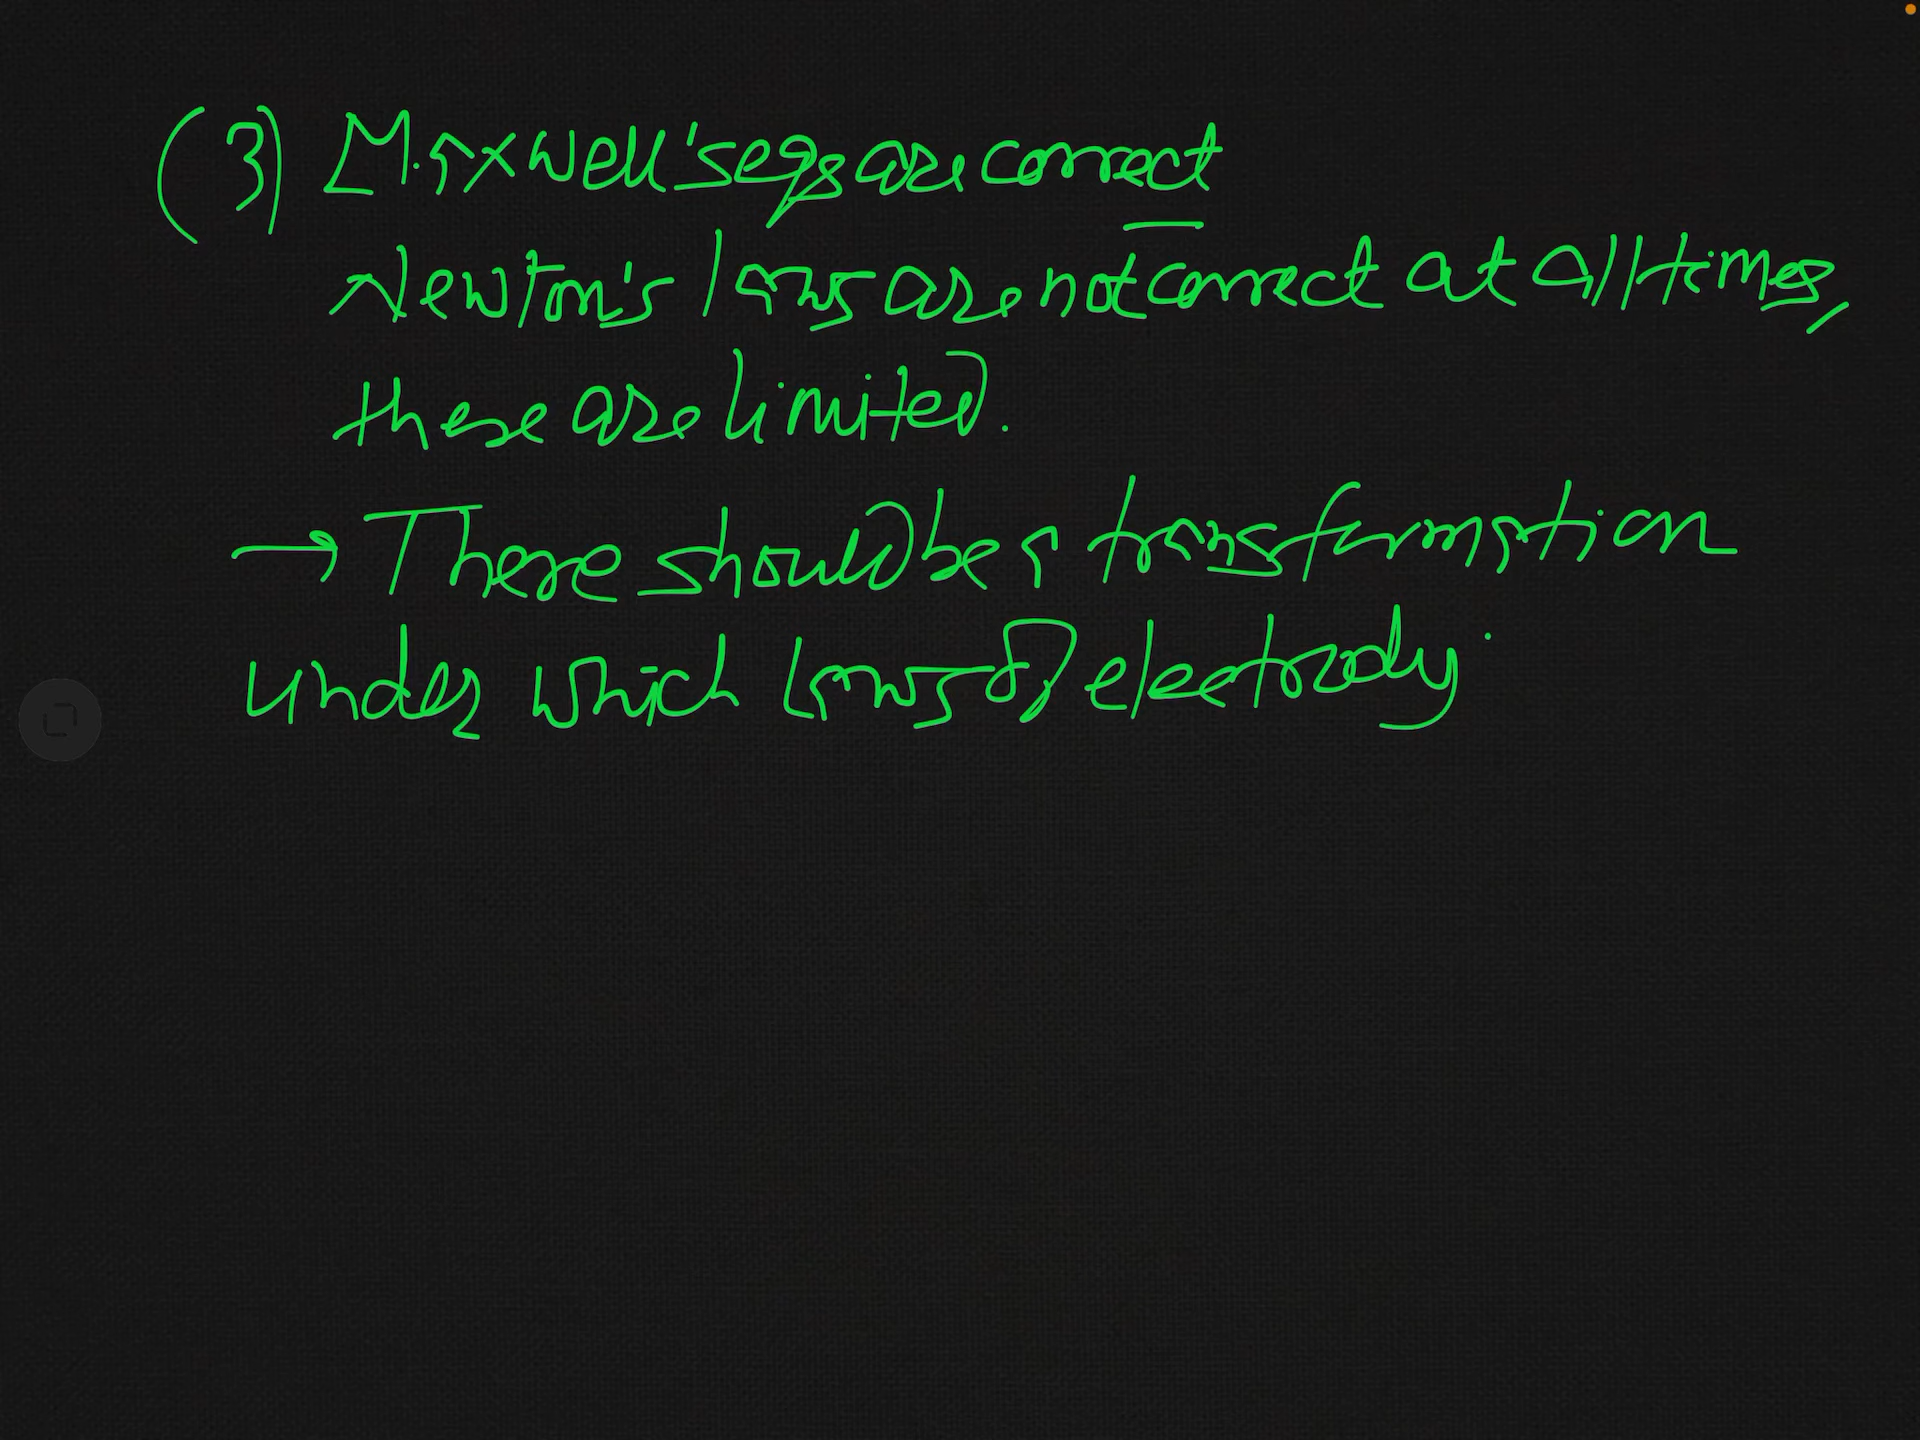 (3) Maxwell's eqs are correct
Newton's laws are not correct at all times,
these are limited.
→ There should be a transformation
under which laws of electrody